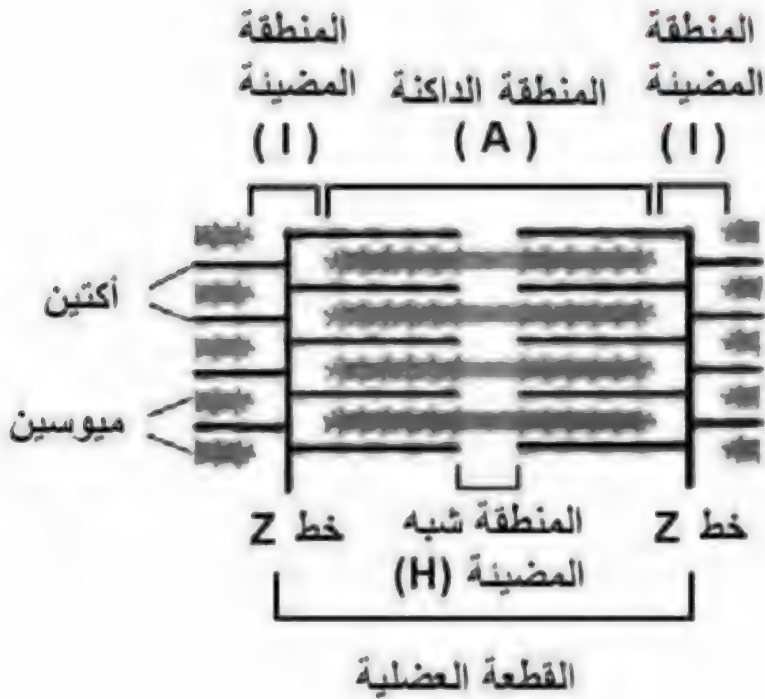 المنطقة
المضيئة
(I)
المنطقة الداكنة
(A)
المنطقة
المضيئة
(I)
أكتين
ميوسين
خط Z
المنطقة شبه
المضيئة (H)
خط Z
القطعة العضلية